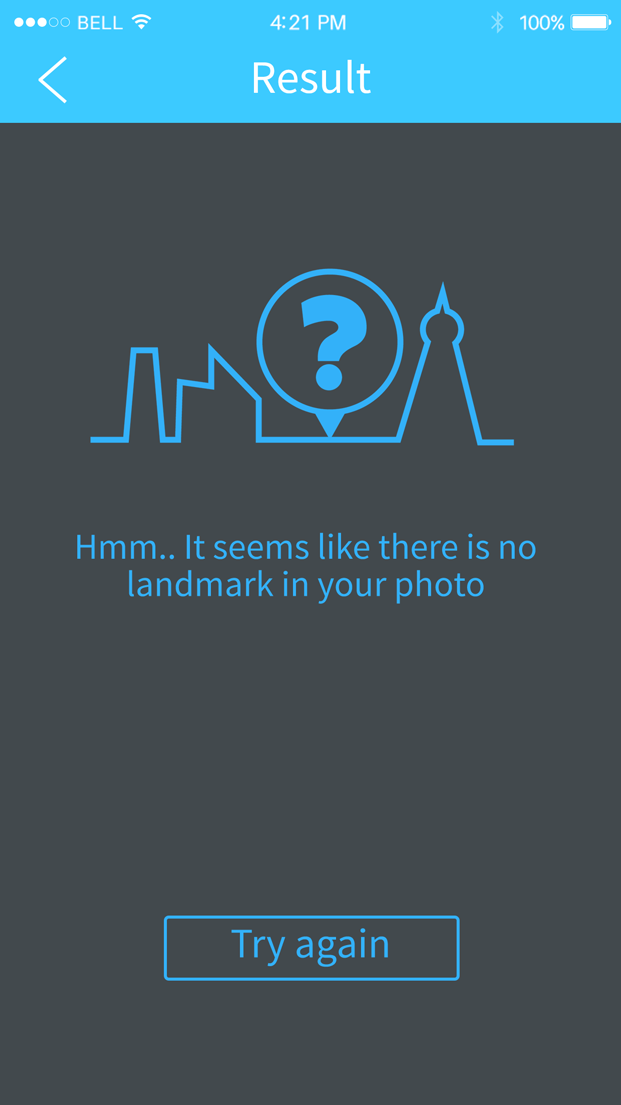 BELL 4:21 PM 100%
Result
?
Hmm.. It seems like there is no
landmark in your photo
Try again